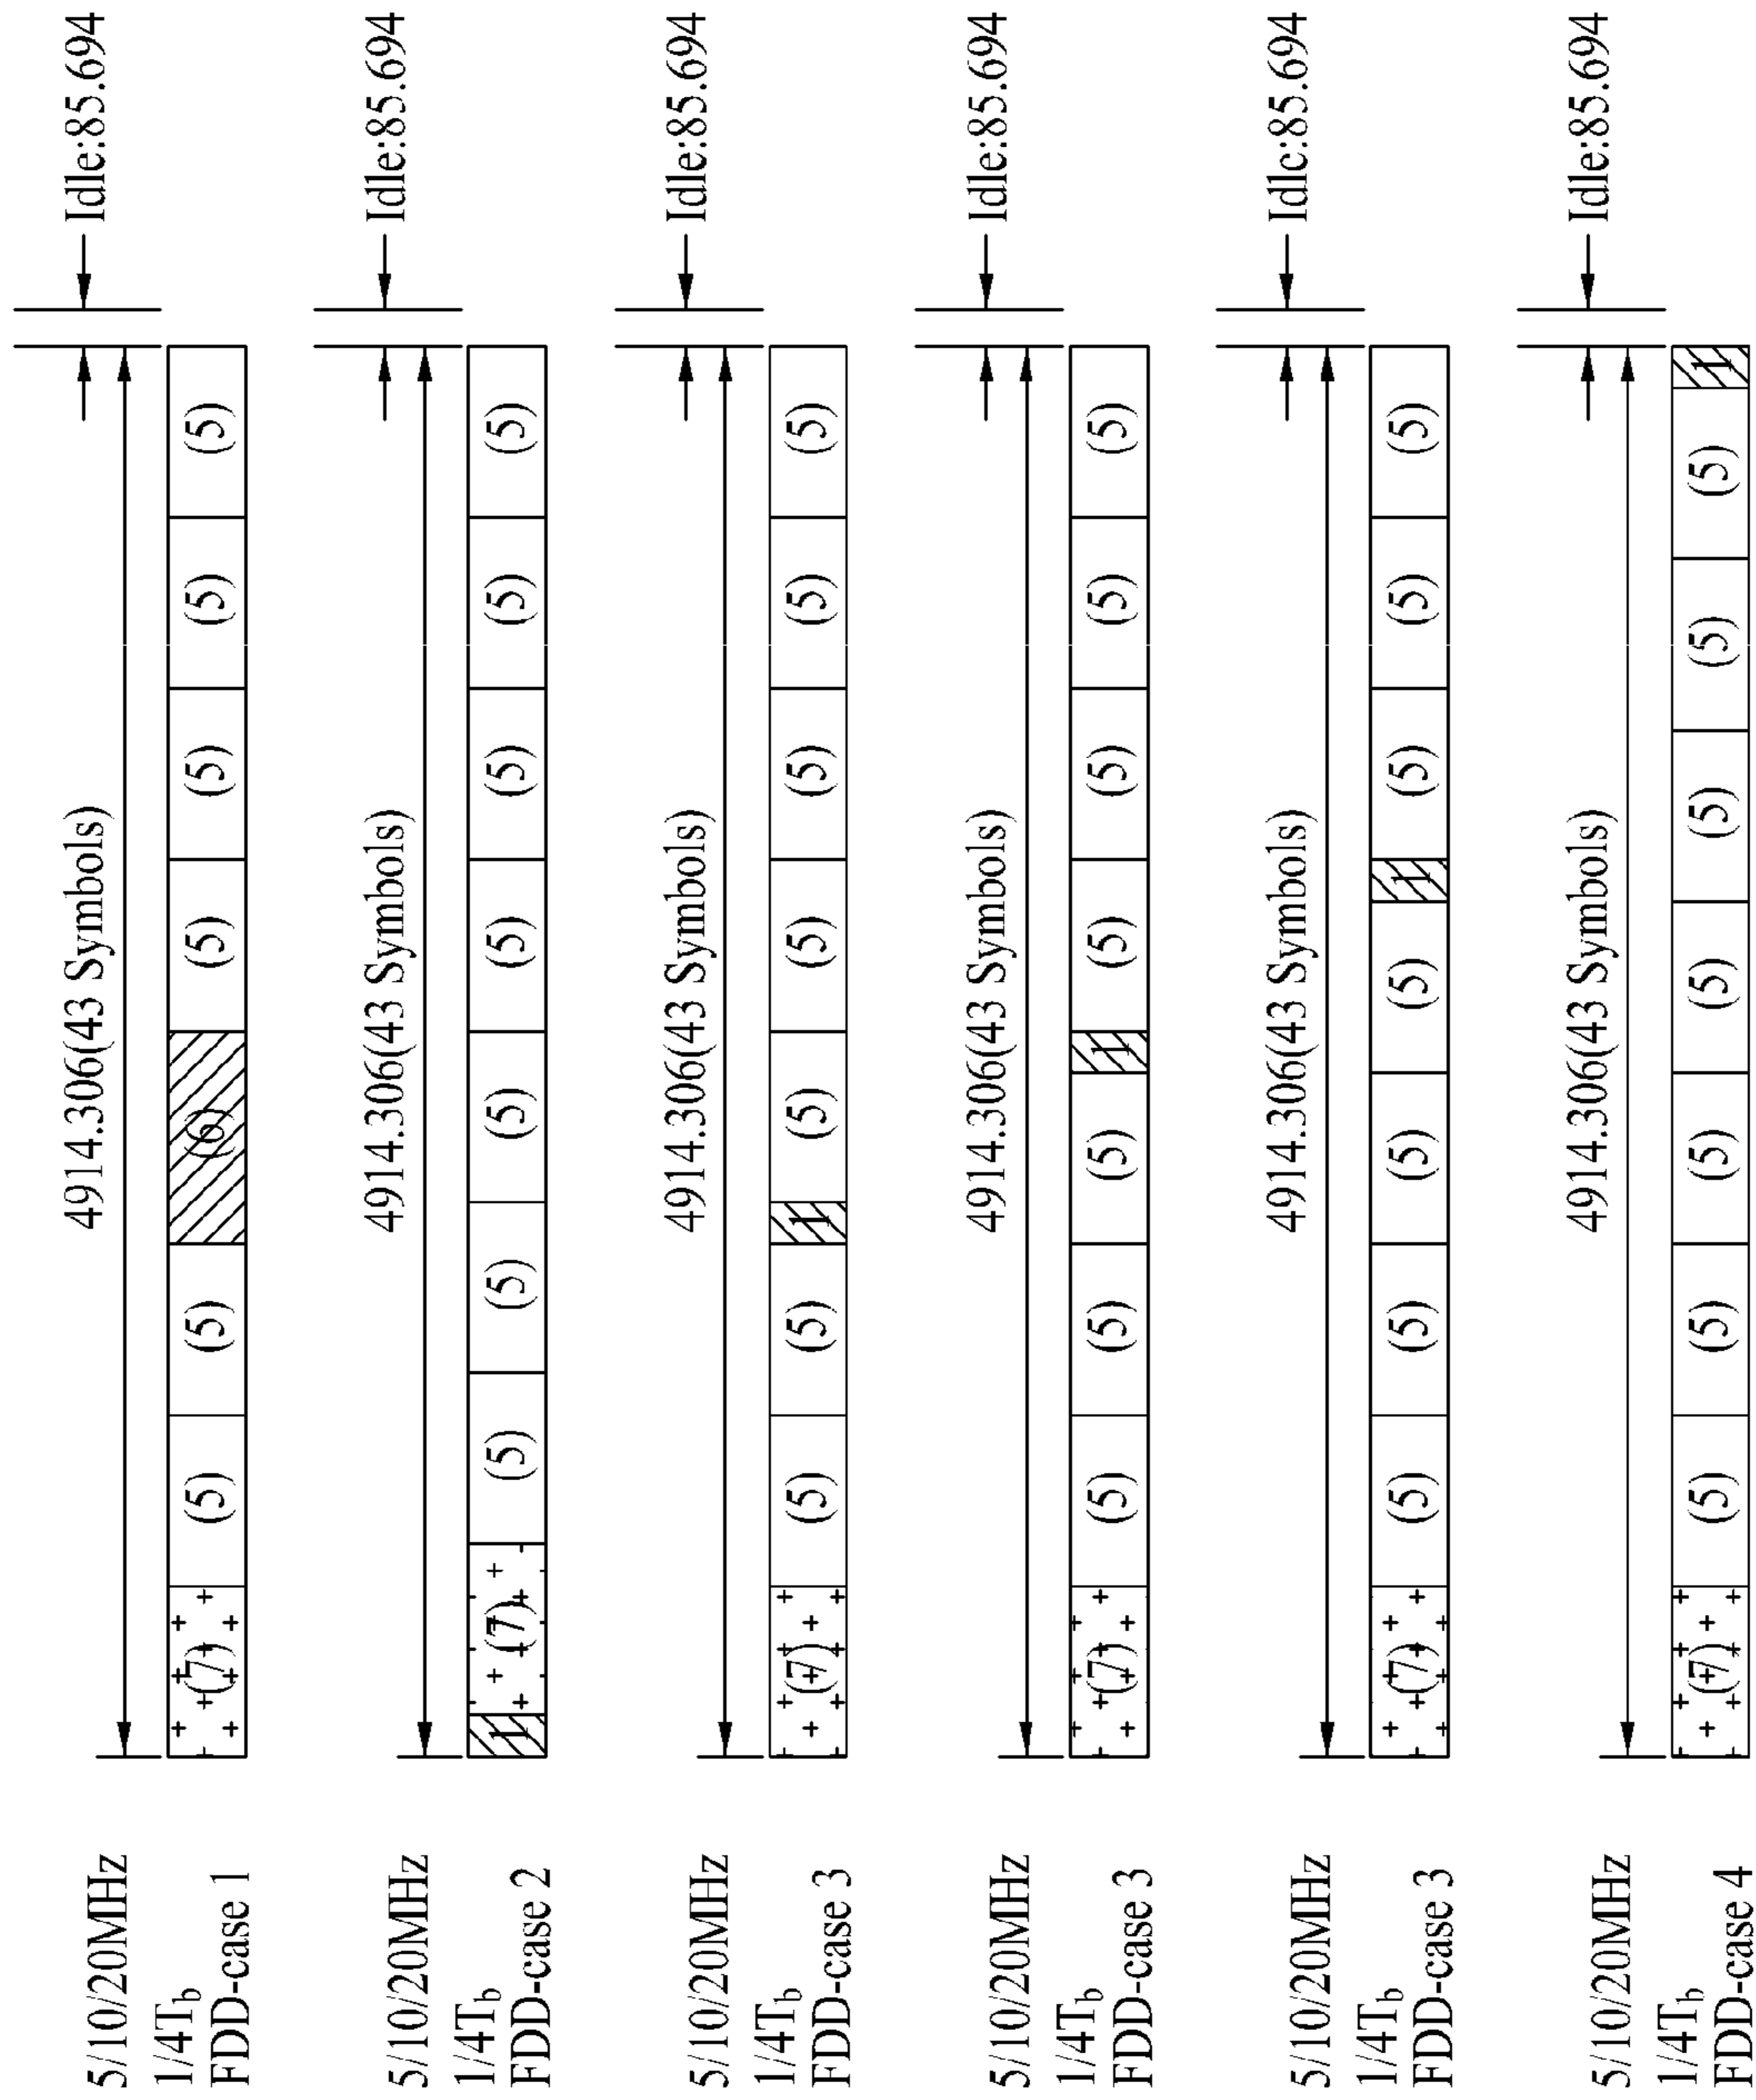 5/10/20MHz
1/4Tb
FDD-case 1
4914.306(43 Symbols)
Idle:85.694
(7) (5) (5) (6) (5) (5) (5) (5)
5/10/20MHz
1/4Tb
FDD-case 2
4914.306(43 Symbols)
Idle:85.694
1 (7) (5) (5) (5) (5) (5) (5) (5)
5/10/20MHz
1/4Tb
FDD-case 3
4914.306(43 Symbols)
Idle:85.694
(7) (5) (5) 1 (5) (5) (5) (5) (5)
5/10/20MHz
1/4Tb
FDD-case 3
4914.306(43 Symbols)
Idle:85.694
(7) (5) (5) (5) 1 (5) (5) (5) (5)
5/10/20MHz
1/4Tb
FDD-case 3
4914.306(43 Symbols)
Idlc:85.694
(7) (5) (5) (5) (5) 1 (5) (5) (5)
5/10/20MHz
1/4Tb
FDD-case 4
4914.306(43 Symbols)
Idle:85.694
(7) (5) (5) (5) (5) (5) (5) (5) 1